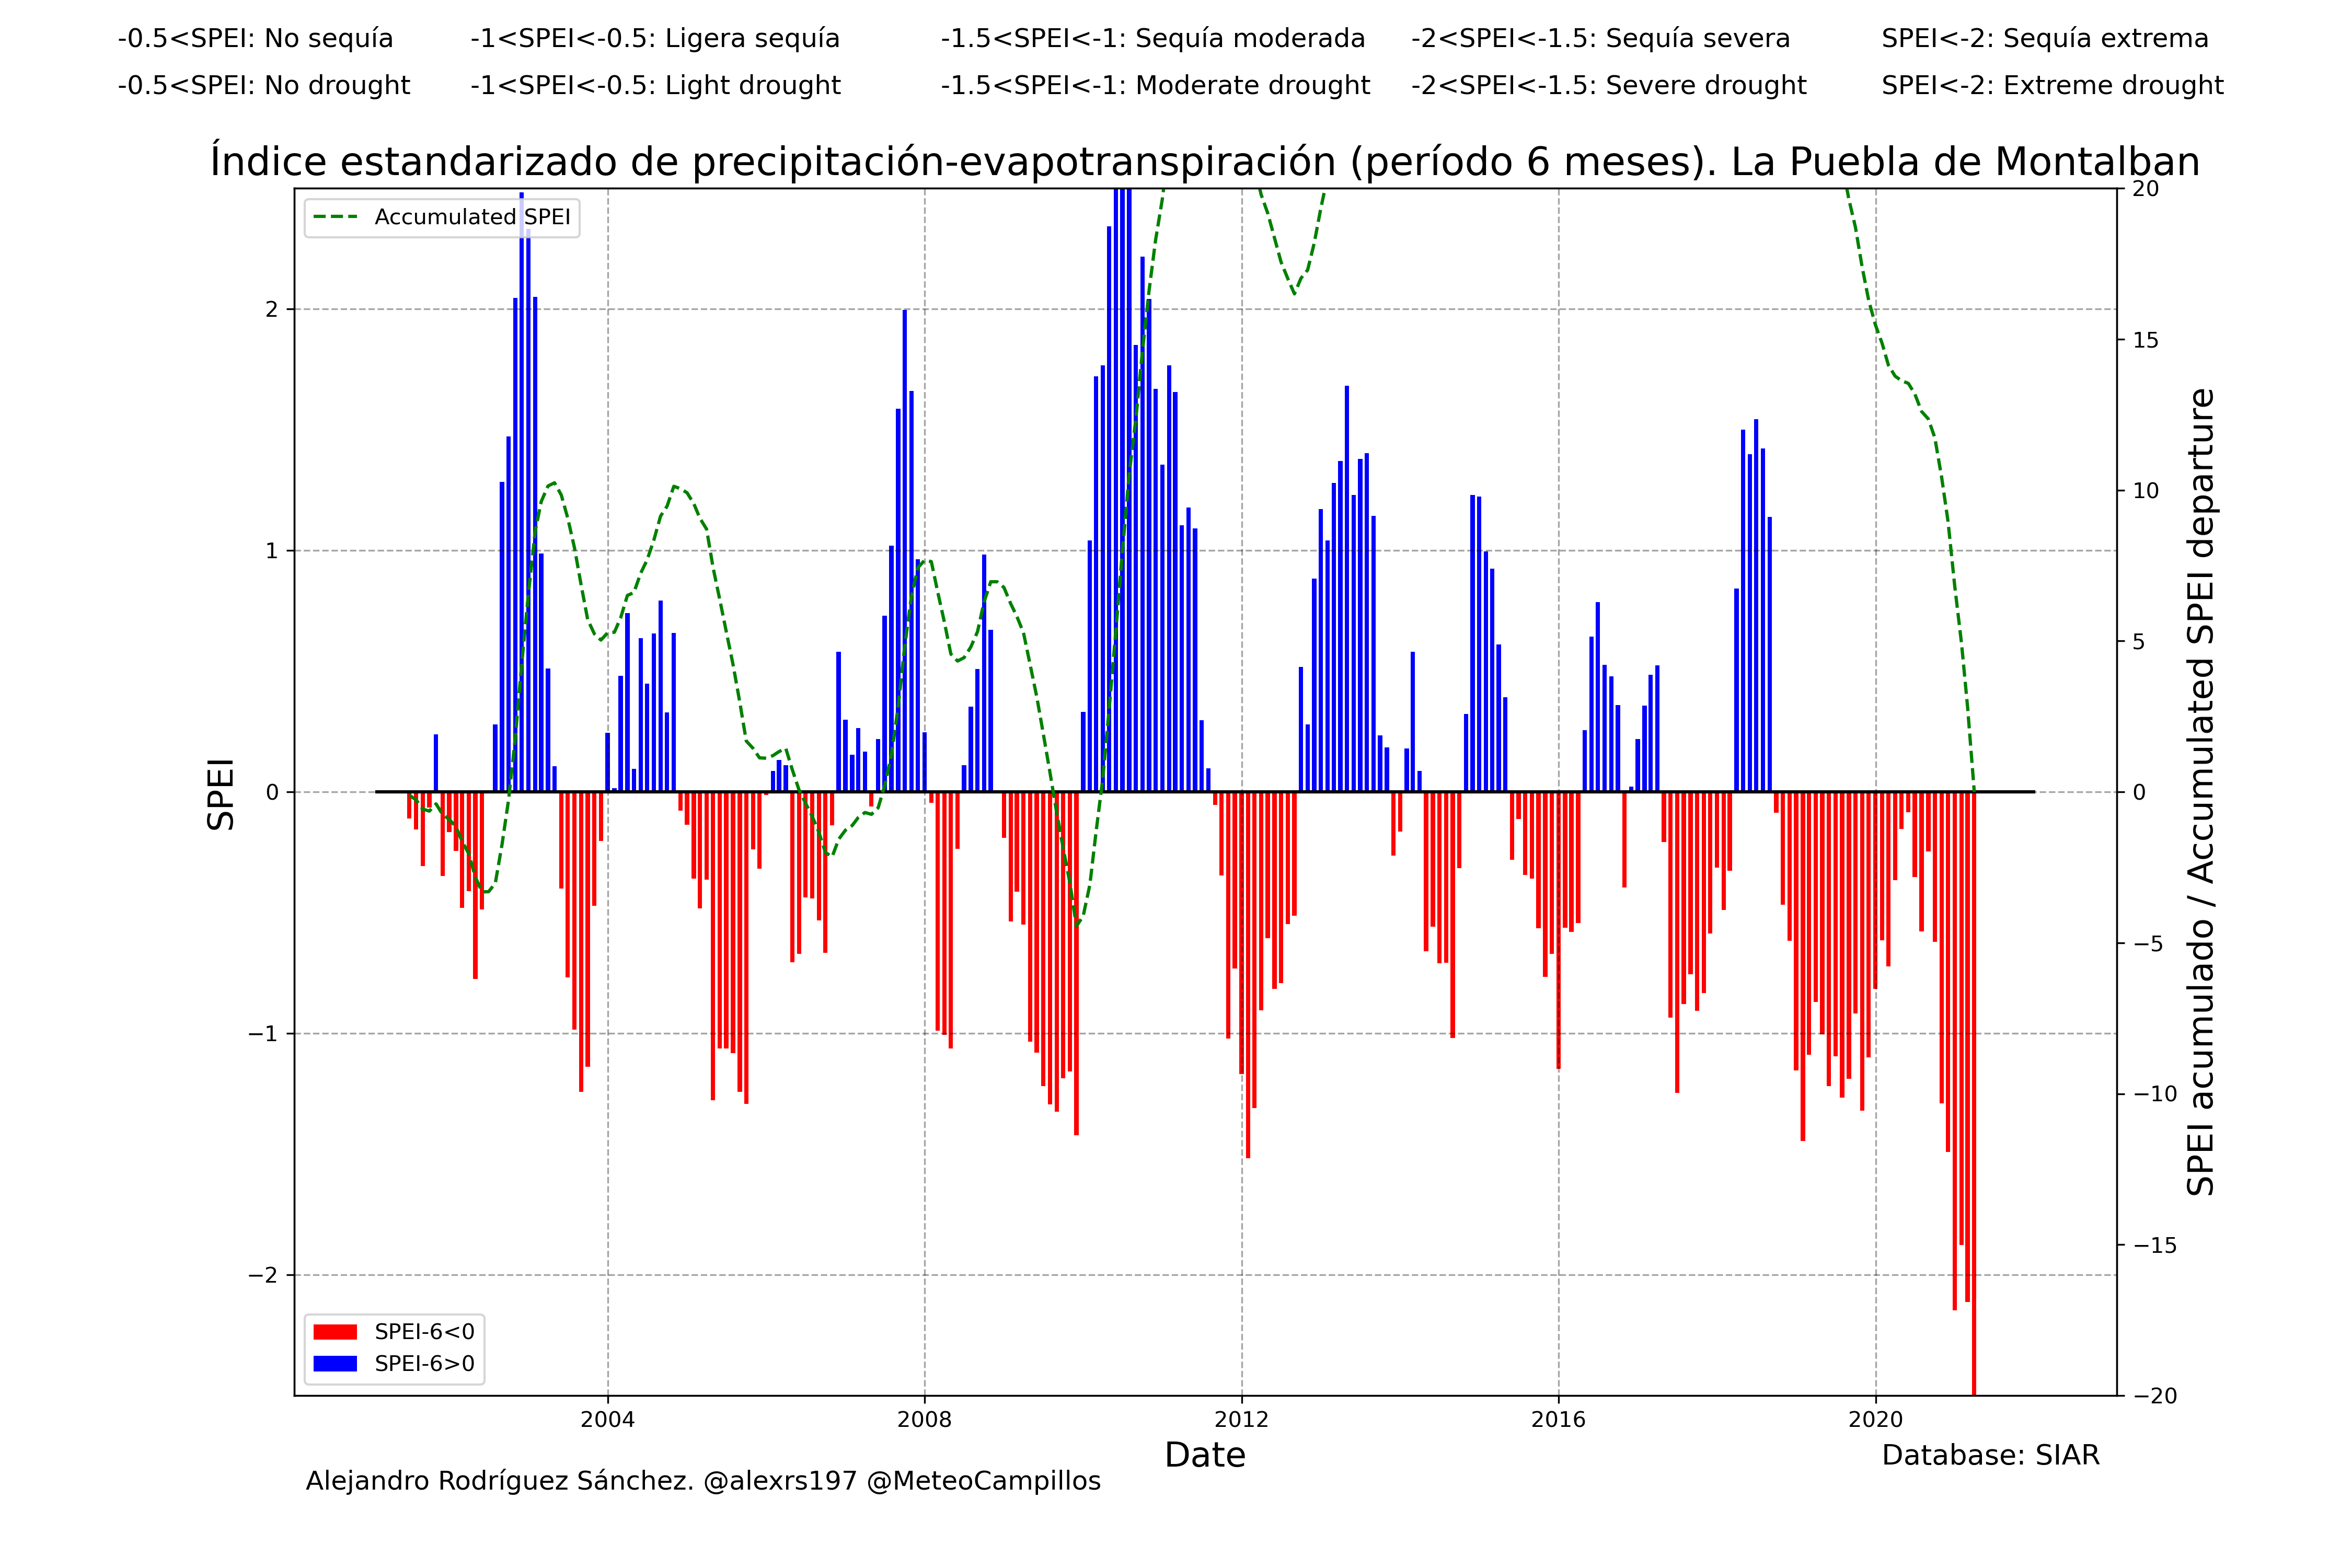 -0.5<SPEI: No sequía -1<SPEI<-0.5: Ligera sequía -1.5<SPEI<-1: Sequía moderada -2<SPEI<-1.5: Sequía severa SPEI<-2: Sequía extrema
-0.5<SPEI: No drought -1<SPEI<-0.5: Light drought -1.5<SPEI<-1: Moderate drought -2<SPEI<-1.5: Severe drought SPEI<-2: Extreme drought
Índice estandarizado de precipitación-evapotranspiración (período 6 meses). La Puebla de Montalban
Accumulated SPEI
2
1
0
−1
−2
SPEI
20
15
10
5
0
−5
−10
−15
−20
SPEI acumulado / Accumulated SPEI departure
SPEI-6<0
SPEI-6>0
2004 2008 2012 2016 2020
Date
Database: SIAR
Alejandro Rodríguez Sánchez. @alexrs197 @MeteoCampillos